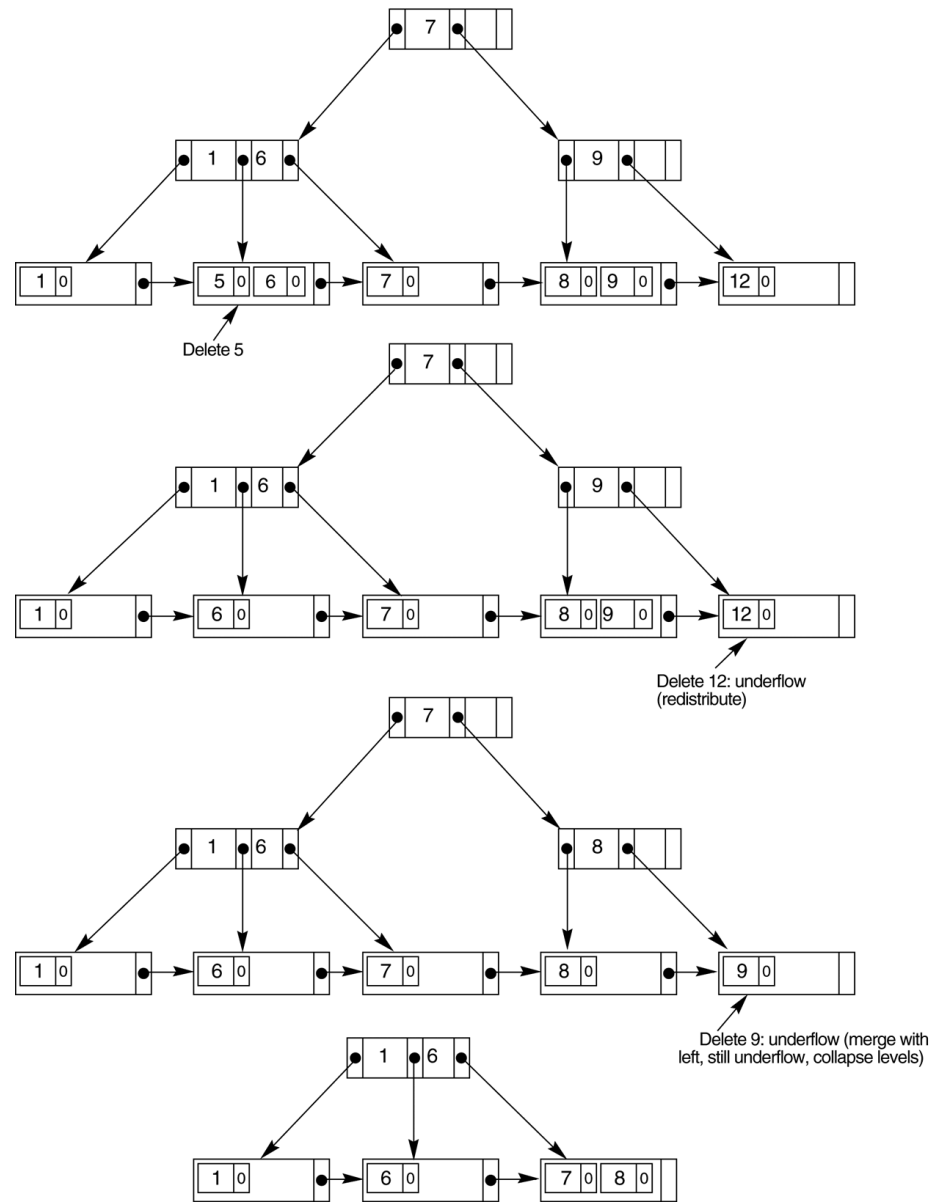 7
1 6
9
1 0
5 0 6 0
7 0
8 0 9 0
12 0
Delete 5
7
1 6
9
1 0
6 0
7 0
8 0 9 0
12 0
Delete 12: underflow
(redistribute)
7
1 6
8
1 0
6 0
7 0
8 0
9 0
Delete 9: underflow (merge with
left, still underflow, collapse levels)
1 6
1 0
6 0
7 0 8 0